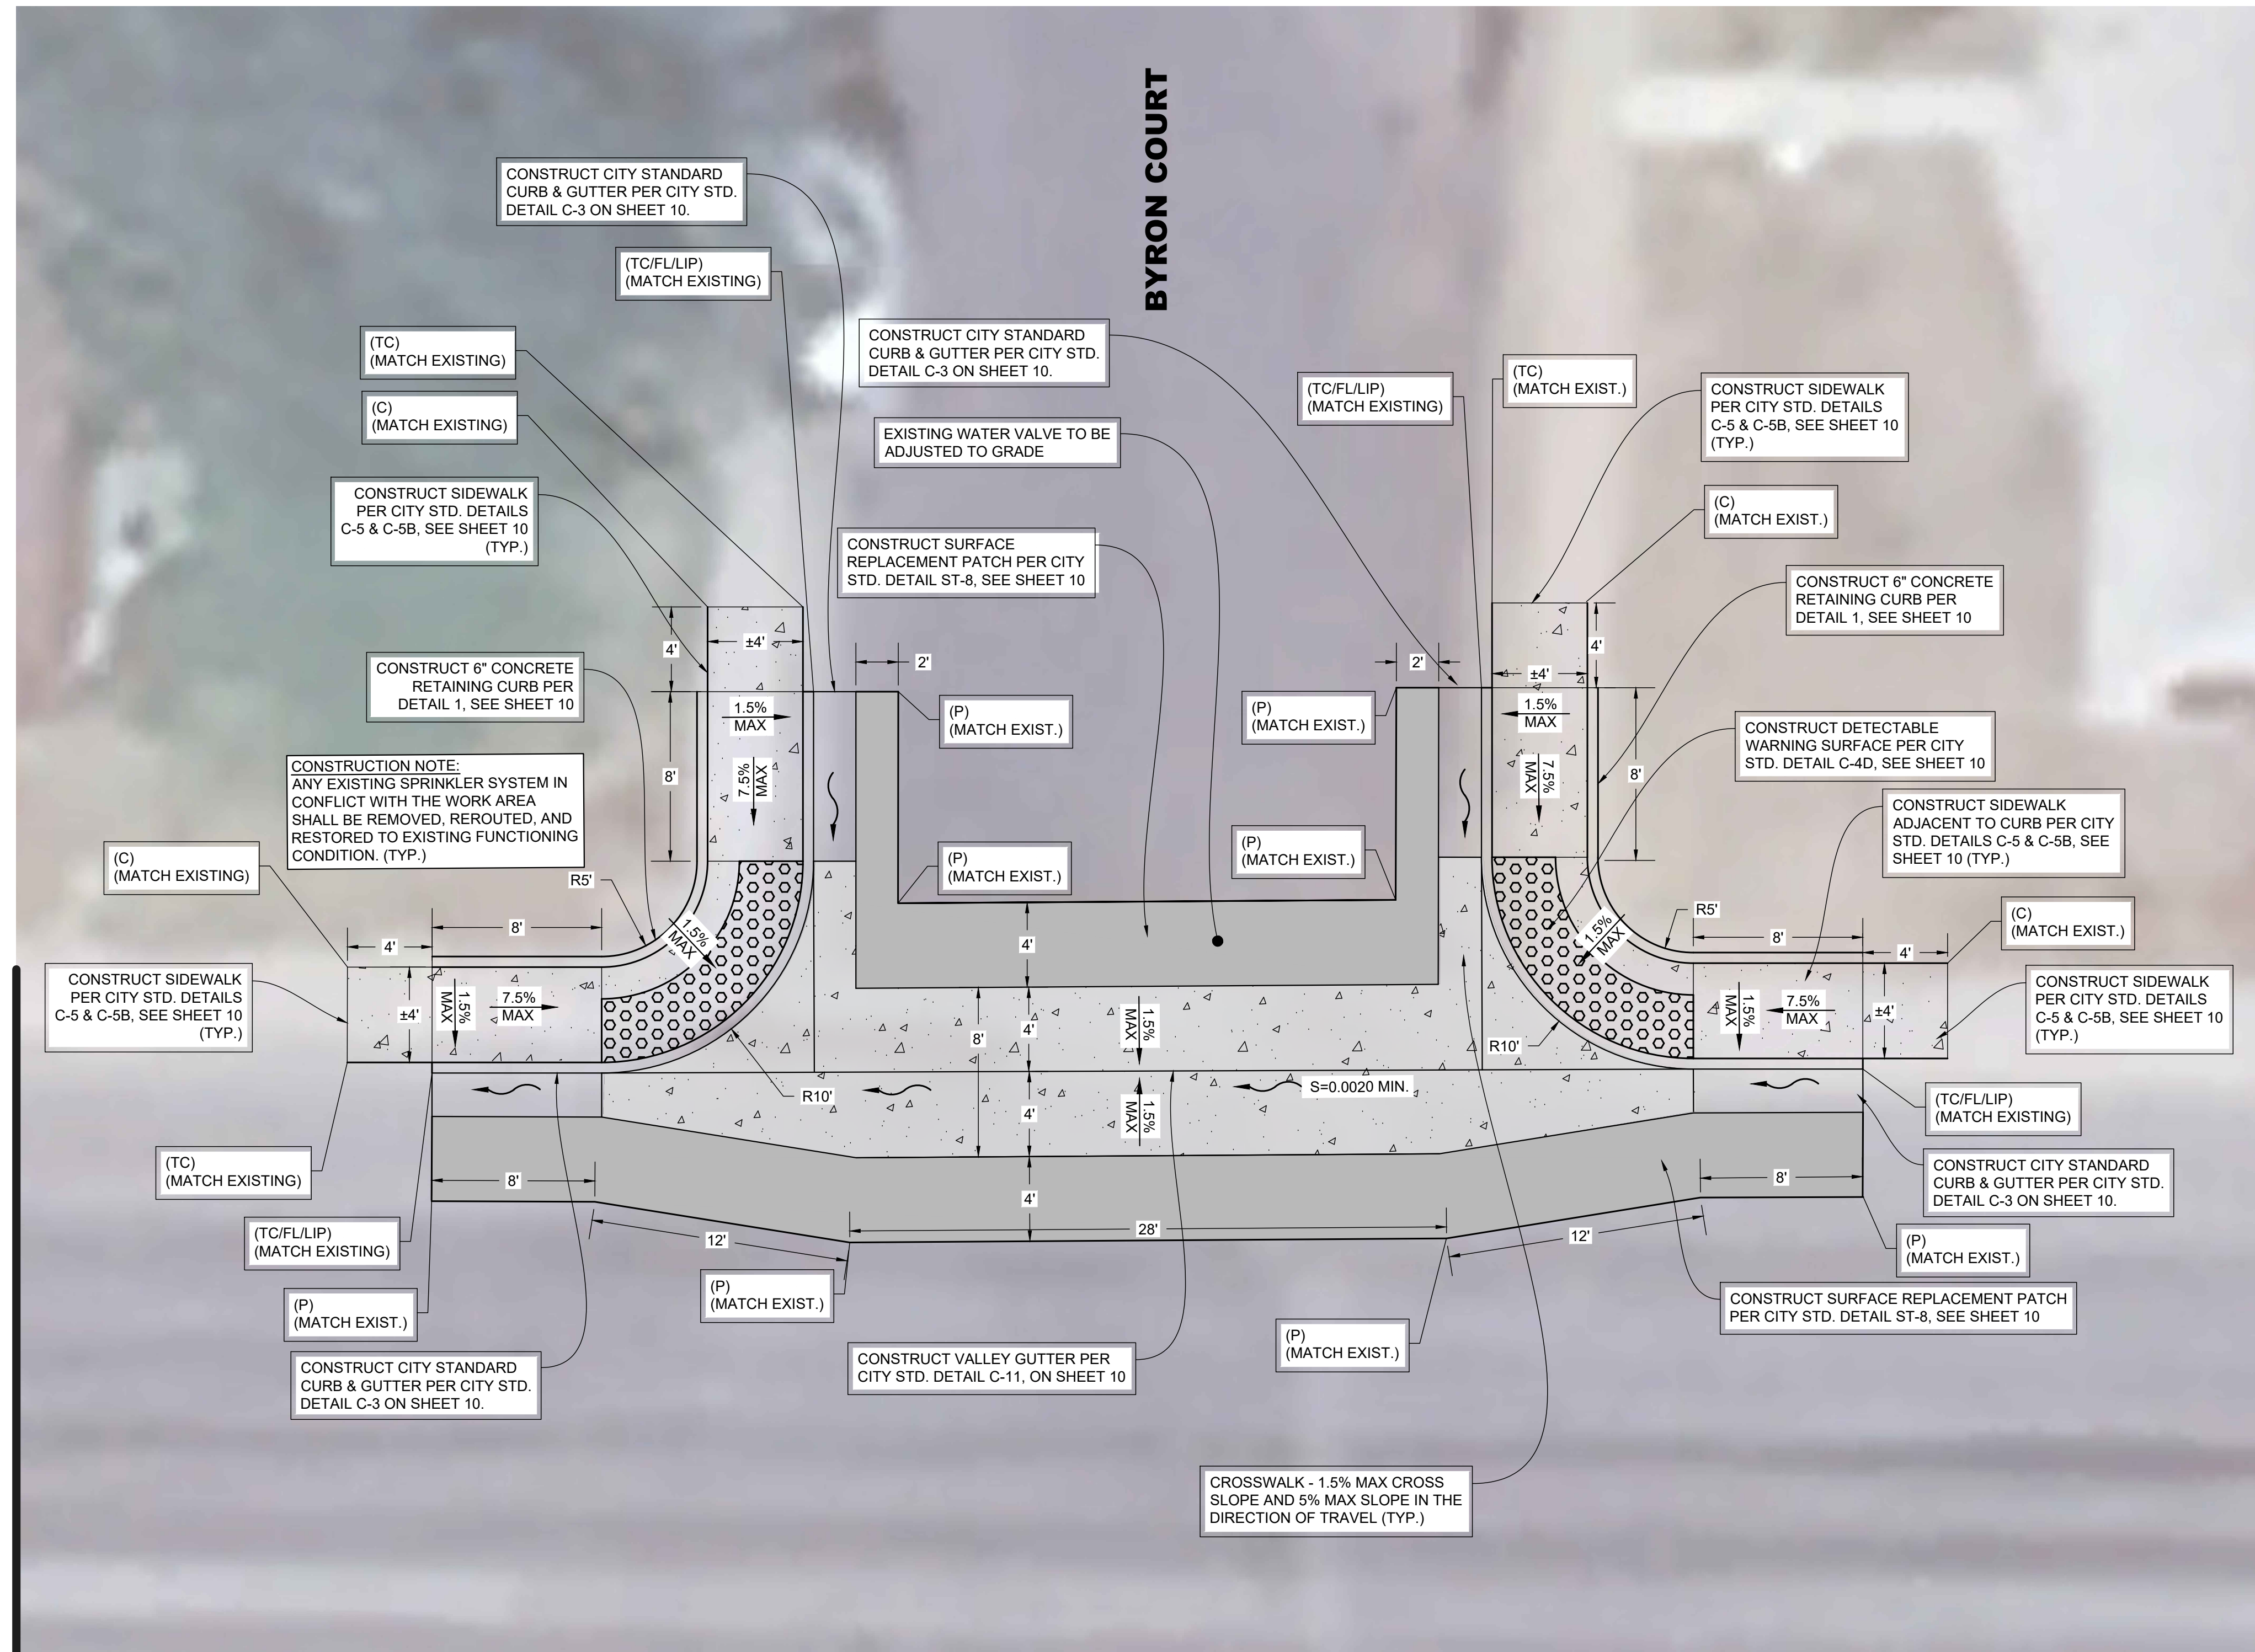 BYRON COURT
CONSTRUCT CITY STANDARD
CURB & GUTTER PER CITY STD.
DETAIL C-3 ON SHEET 10.
(TC/FL/LIP)
(MATCH EXISTING)
(TC)
(MATCH EXISTING)
(C)
(MATCH EXISTING)
CONSTRUCT SIDEWALK
PER CITY STD. DETAILS
C-5 & C-5B, SEE SHEET 10
(TYP.)
CONSTRUCT CITY STANDARD
CURB & GUTTER PER CITY STD.
DETAIL C-3 ON SHEET 10.
EXISTING WATER VALVE TO BE
ADJUSTED TO GRADE
CONSTRUCT SURFACE
REPLACEMENT PATCH PER CITY
STD. DETAIL ST-8, SEE SHEET 10
(TC/FL/LIP)
(MATCH EXISTING)
(TC)
(MATCH EXIST.)
CONSTRUCT SIDEWALK
PER CITY STD. DETAILS
C-5 & C-5B, SEE SHEET 10
(TYP.)
(C)
(MATCH EXIST.)
CONSTRUCT 6" CONCRETE
RETAINING CURB PER
DETAIL 1, SEE SHEET 10
CONSTRUCT 6" CONCRETE
RETAINING CURB PER
DETAIL 1, SEE SHEET 10
4'
±4'
2'
2'
±4'
4'
(P)
(MATCH EXIST.)
(P)
(MATCH EXIST.)
1.5%
MAX
7.5%
MAX
8'
1.5%
MAX
7.5%
MAX
8'
CONSTRUCT DETECTABLE
WARNING SURFACE PER CITY
STD. DETAIL C-4D, SEE SHEET 10
CONSTRUCTION NOTE:
ANY EXISTING SPRINKLER SYSTEM IN
CONFLICT WITH THE WORK AREA
SHALL BE REMOVED, REROUTED, AND
RESTORED TO EXISTING FUNCTIONING
CONDITION. (TYP.)
CONSTRUCT SIDEWALK
ADJACENT TO CURB PER CITY
STD. DETAILS C-5 & C-5B, SEE
SHEET 10 (TYP.)
(C)
(MATCH EXISTING)
R5'
(P)
(MATCH EXIST.)
(P)
(MATCH EXIST.)
R5'
(C)
(MATCH EXIST.)
4'
8'
1.5%
MAX
4'
1.5%
MAX
8'
4'
CONSTRUCT SIDEWALK
PER CITY STD. DETAILS
C-5 & C-5B, SEE SHEET 10
(TYP.)
±4'
1.5%
MAX
7.5%
MAX
8'
4'
1.5%
MAX
R10'
1.5%
MAX
7.5%
MAX
±4'
CONSTRUCT SIDEWALK
PER CITY STD. DETAILS
C-5 & C-5B, SEE SHEET 10
(TYP.)
R10'
S=0.0020 MIN.
4'
1.5%
MAX
(TC/FL/LIP)
(MATCH EXISTING)
(TC)
(MATCH EXISTING)
8'
4'
8'
CONSTRUCT CITY STANDARD
CURB & GUTTER PER CITY STD.
DETAIL C-3 ON SHEET 10.
(TC/FL/LIP)
(MATCH EXISTING)
12'
28'
12'
(P)
(MATCH EXIST.)
(P)
(MATCH EXIST.)
(P)
(MATCH EXIST.)
CONSTRUCT SURFACE REPLACEMENT PATCH
PER CITY STD. DETAIL ST-8, SEE SHEET 10
(P)
(MATCH EXIST.)
CONSTRUCT CITY STANDARD
CURB & GUTTER PER CITY STD.
DETAIL C-3 ON SHEET 10.
CONSTRUCT VALLEY GUTTER PER
CITY STD. DETAIL C-11, ON SHEET 10
CROSSWALK - 1.5% MAX CROSS
SLOPE AND 5% MAX SLOPE IN THE
DIRECTION OF TRAVEL (TYP.)